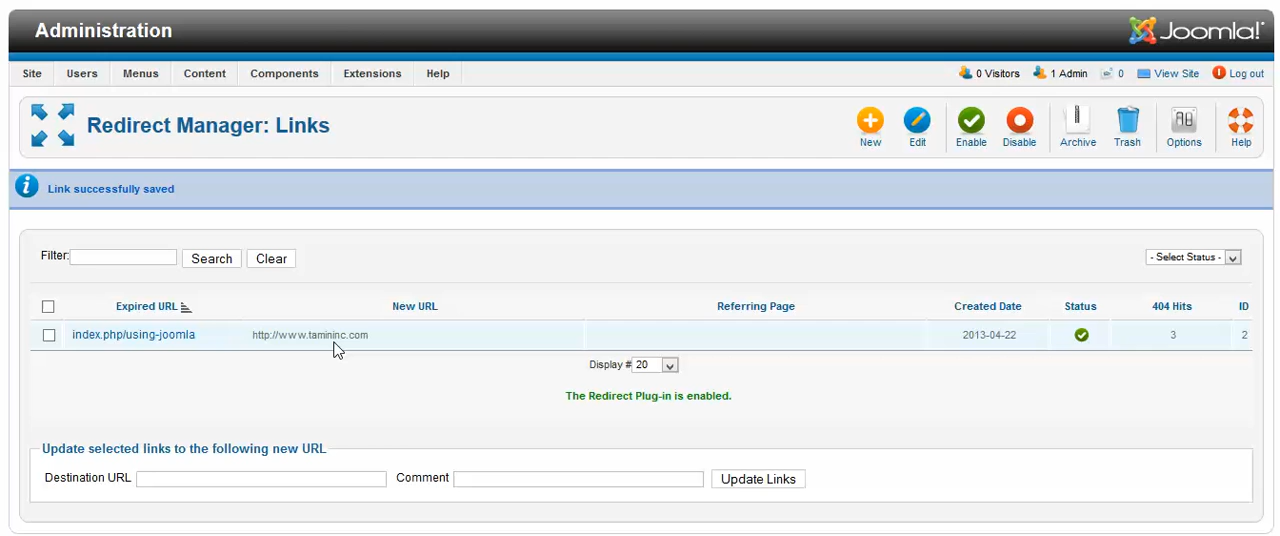 Administration
Joomla!
Site Users Menus Content Components Extensions Help 0 Visitors 1 Admin 0 View Site Log out
Redirect Manager: Links
New Edit Enable Disable Archive Trash Options Help
Link successfully saved
Filter: Search Clear - Select Status -
Expired URL New URL Referring Page Created Date Status 404 Hits ID
index.php/using-joomla http://www.tamininc.com 2013-04-22 3 2
Display # 20
The Redirect Plug-in is enabled.
Update selected links to the following new URL
Destination URL Comment Update Links